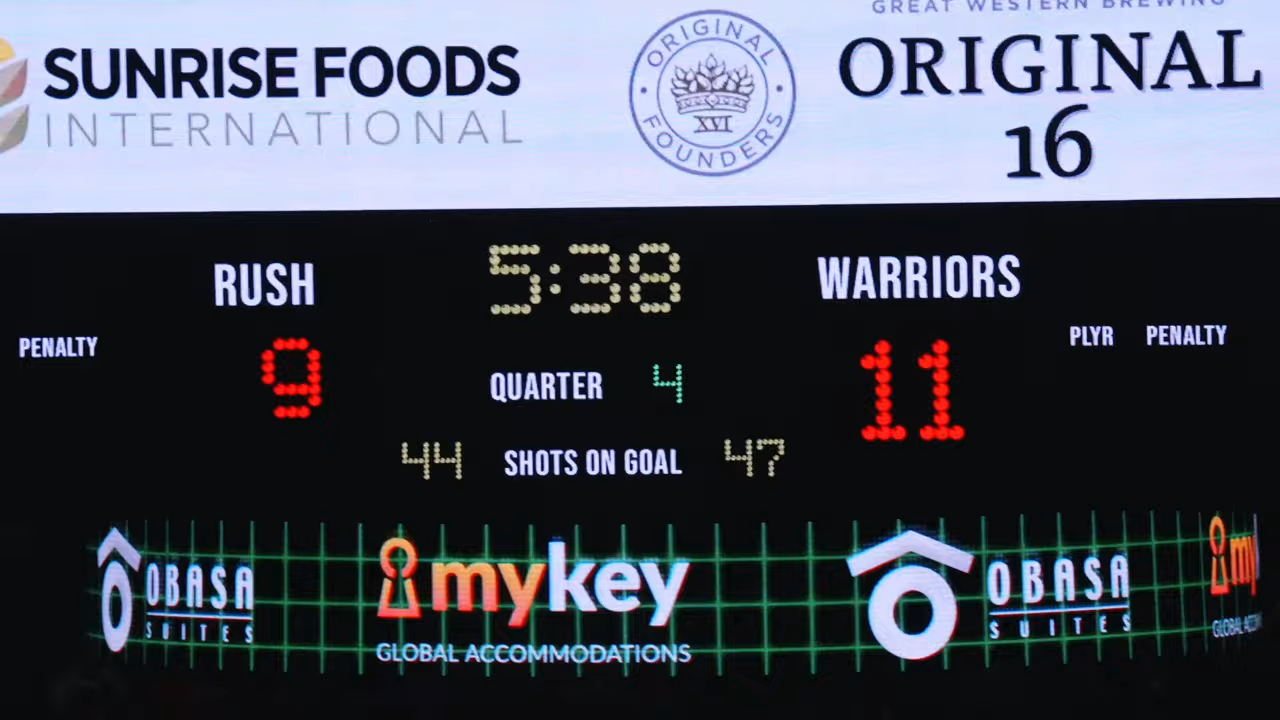 GREAT WESTERN BREWING
SUNRISE FOODS
INTERNATIONAL
ORIGINAL
XVI
FOUNDERS
ORIGINAL
16
RUSH
5:38
WARRIORS
PENALTY
9
11
PLYR PENALTY
QUARTER 4
44 SHOTS ON GOAL 47
OBASA
SUITES
mykey
GLOBAL ACCOMMODATIONS
OBASA
SUITES
my
GLOBAL